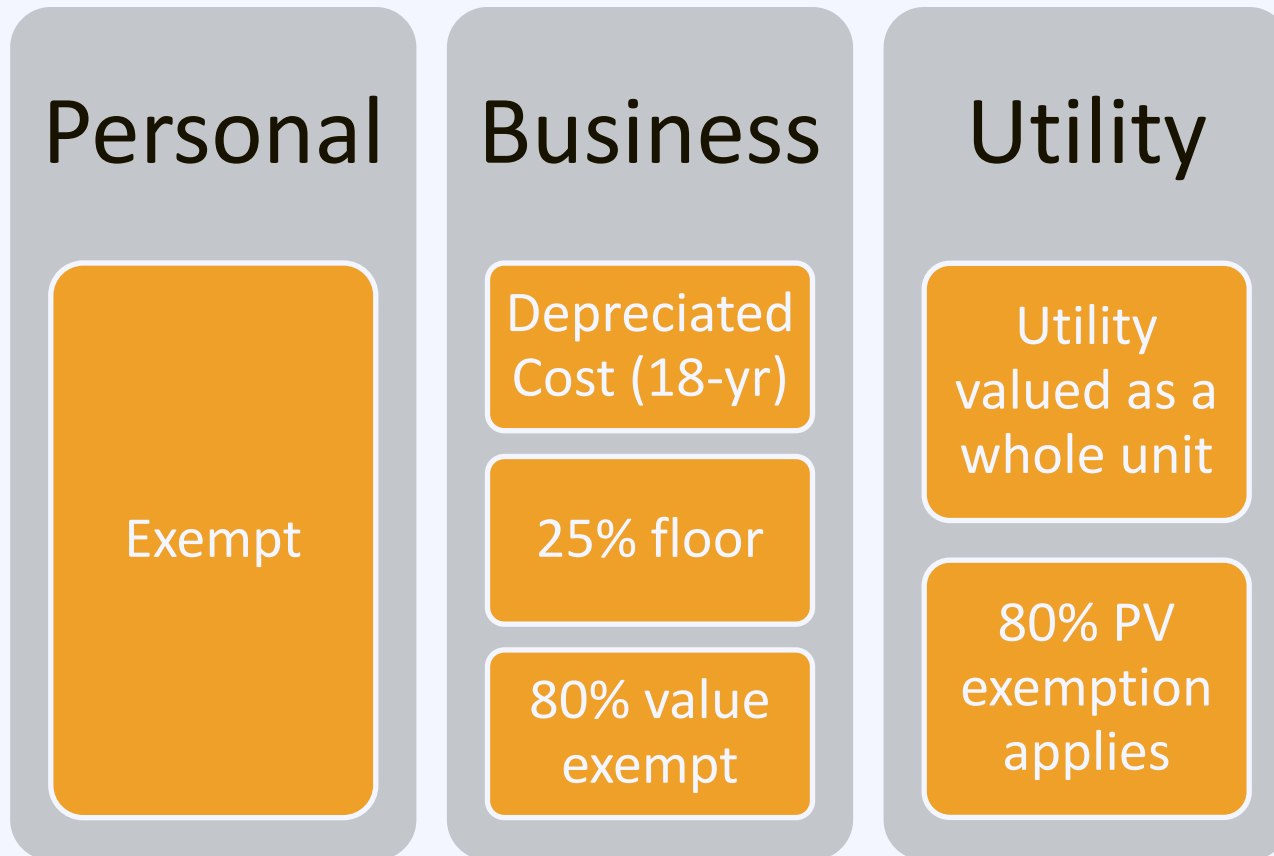 Personal
Exempt
Business
Depreciated
Cost (18-yr)
25% floor
80% value
exempt
Utility
Utility
valued as a
whole unit
80% PV
exemption
applies